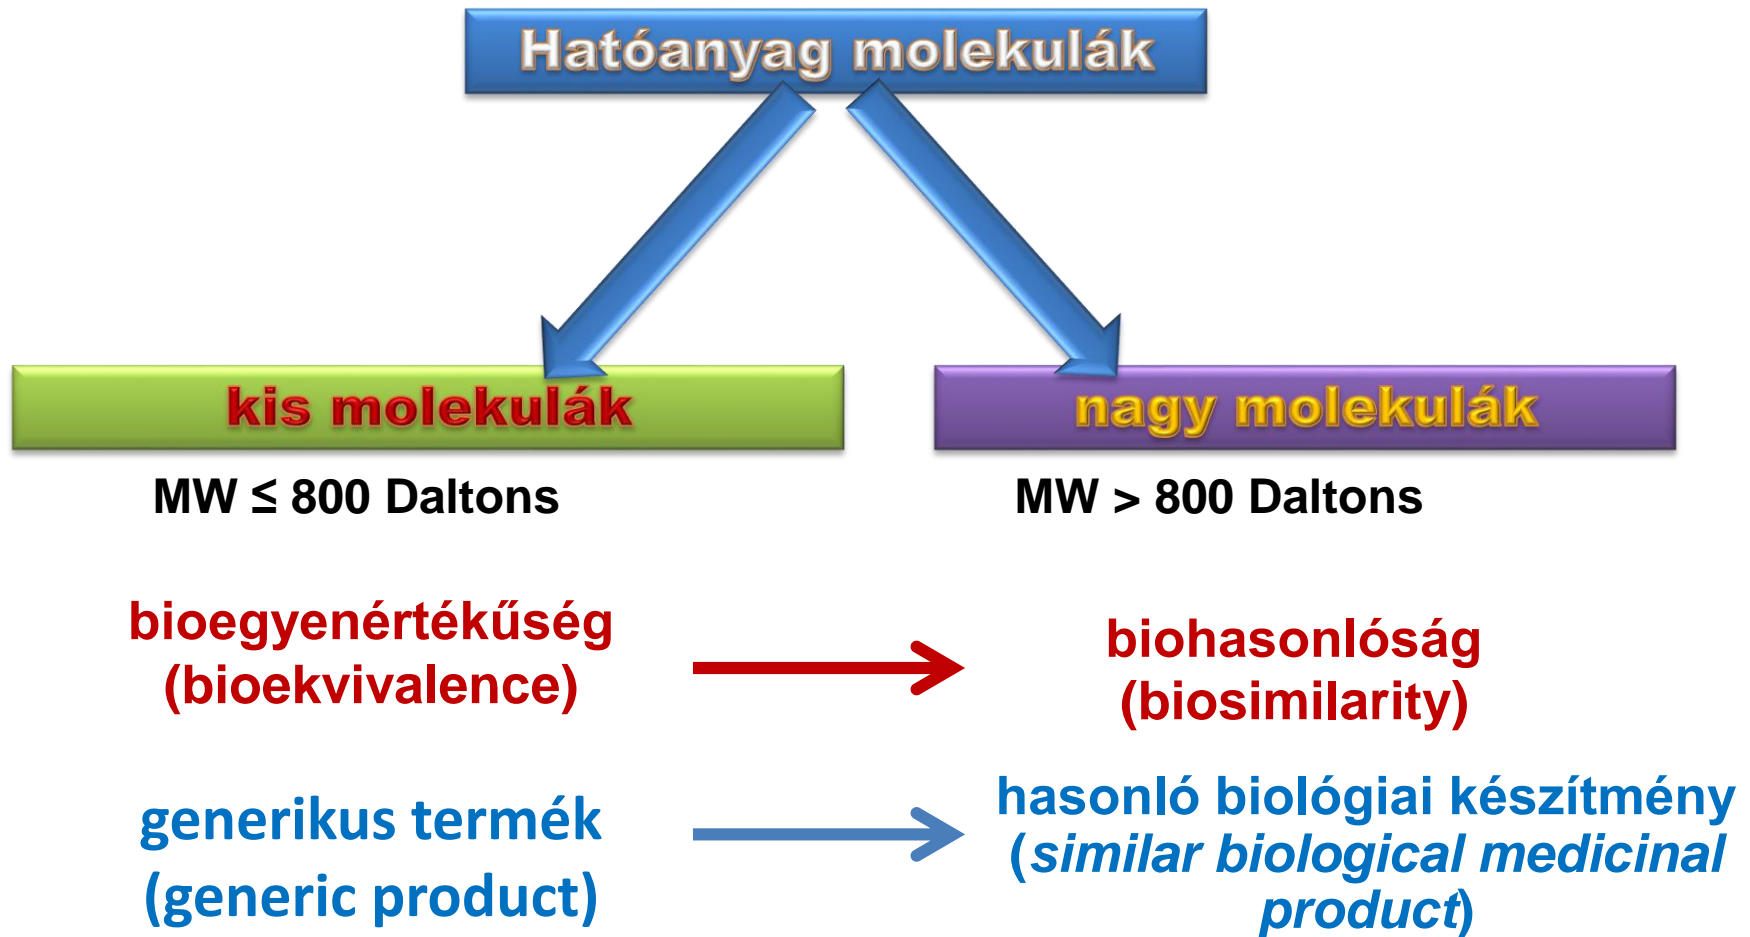 Hatóanyag molekulák
kis molekulák
MW ≤ 800 Daltons
nagy molekulák
MW > 800 Daltons
bioegyenértékűség
(bioekvivalence)
biohasonlóság
(biosimilarity)
generikus termék
(generic product)
hasonló biológiai készítmény
(similar biological medicinal
product)